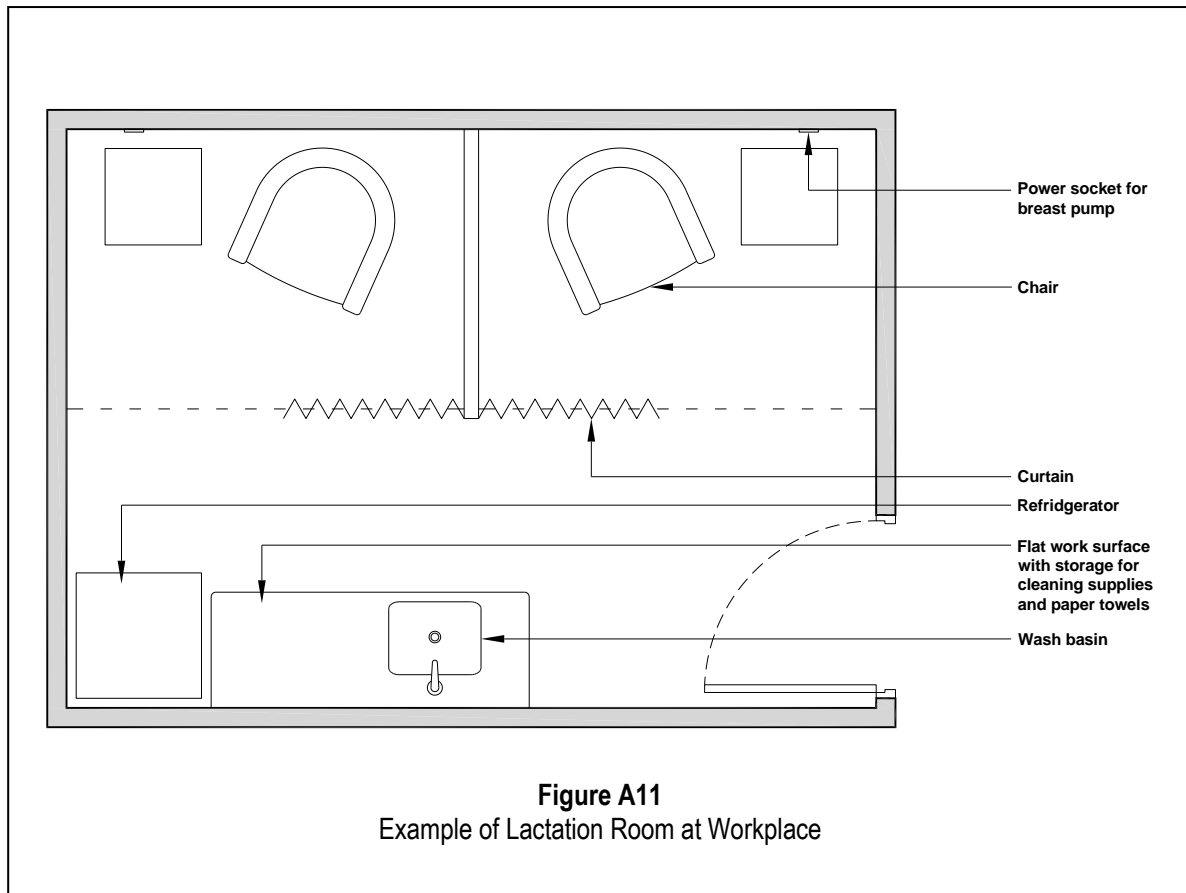 Power socket for
breast pump
Chair
Curtain
Refridgerator
Flat work surface
with storage for
cleaning supplies
and paper towels
Wash basin
Figure A11
Example of Lactation Room at Workplace